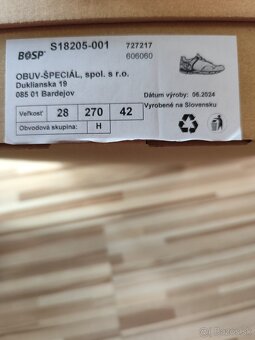 BOSP S18205-001 727217
606060
OBUV-ŠPECIÁL, spol. s r.o.
Duklianska 19
085 01 Bardejov
Dátum výroby: 06.2024
Veľkosť 28 270 42
Vyrobené na Slovensku
Obvodová skupina: H